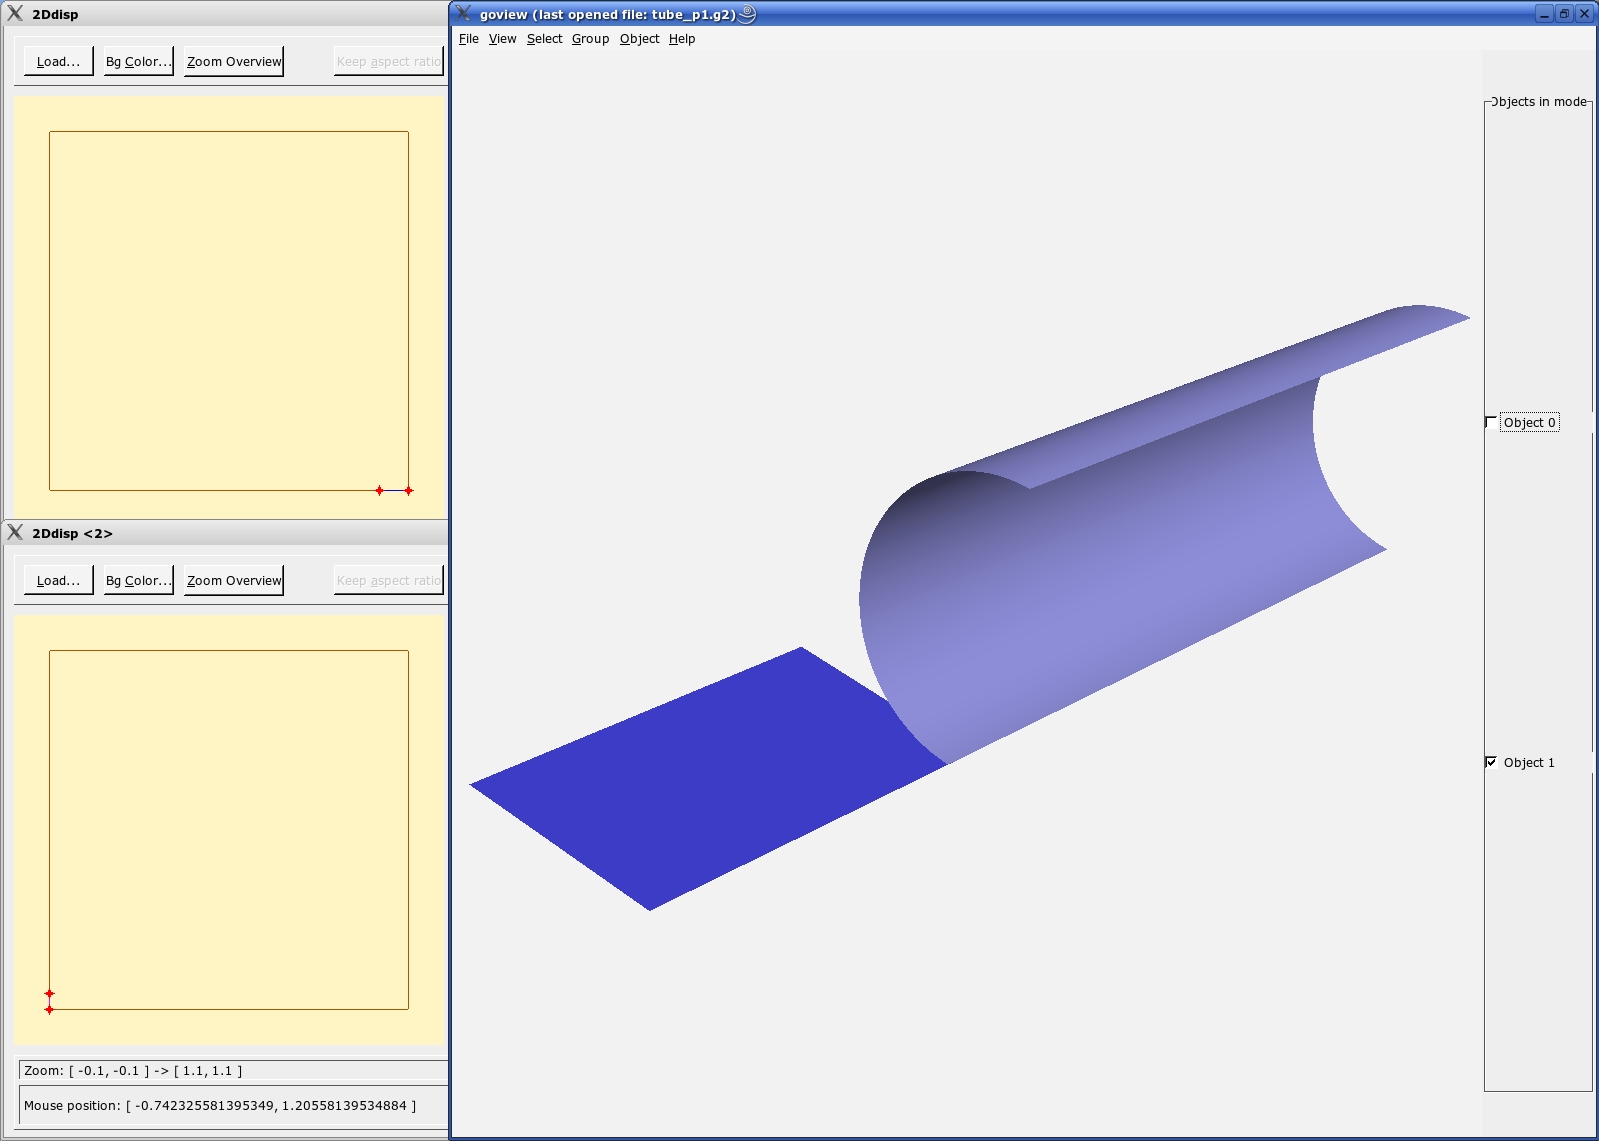 2Ddisp
Load... Bg Color... Zoom Overview Keep aspect ratio
2Ddisp <2>
Load... Bg Color... Zoom Overview Keep aspect ratio
Zoom: [ -0.1, -0.1 ] -> [ 1.1, 1.1 ]
Mouse position: [ -0.742325581395349, 1.20558139534884 ]
goview (last opened file: tube_p1.g2)
File View Select Group Object Help
Objects in mode
Object 0
Object 1